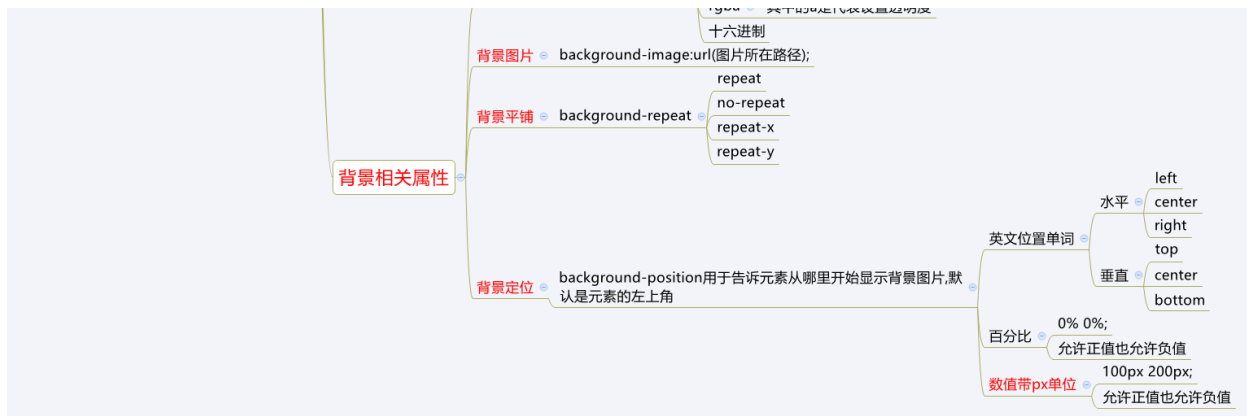 十六进制
背景图片
background-image:url(图片所在路径);
背景平铺
background-repeat
repeat
no-repeat
repeat-x
repeat-y
背景相关属性
背景定位
background-position用于告诉元素从哪里开始显示背景图片,默
认是元素的左上角
英文位置单词
水平
left
center
right
垂直
top
center
bottom
百分比
0% 0%;
允许正值也允许负值
数值带px单位
100px 200px;
允许正值也允许负值